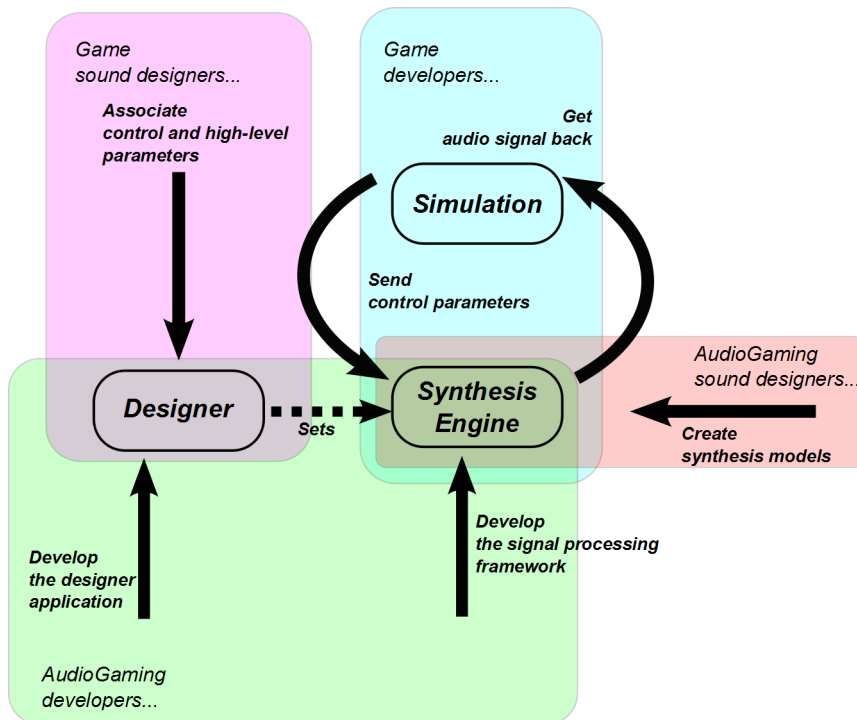 Game
sound designers...
Associate
control and high-level
parameters
Game
developers...
Get
audio signal back
Simulation
Send
control parameters
AudioGaming
sound designers...
Designer
Sets
Synthesis
Engine
Create
synthesis models
Develop
the designer
application
Develop
the signal processing
framework
AudioGaming
developers...